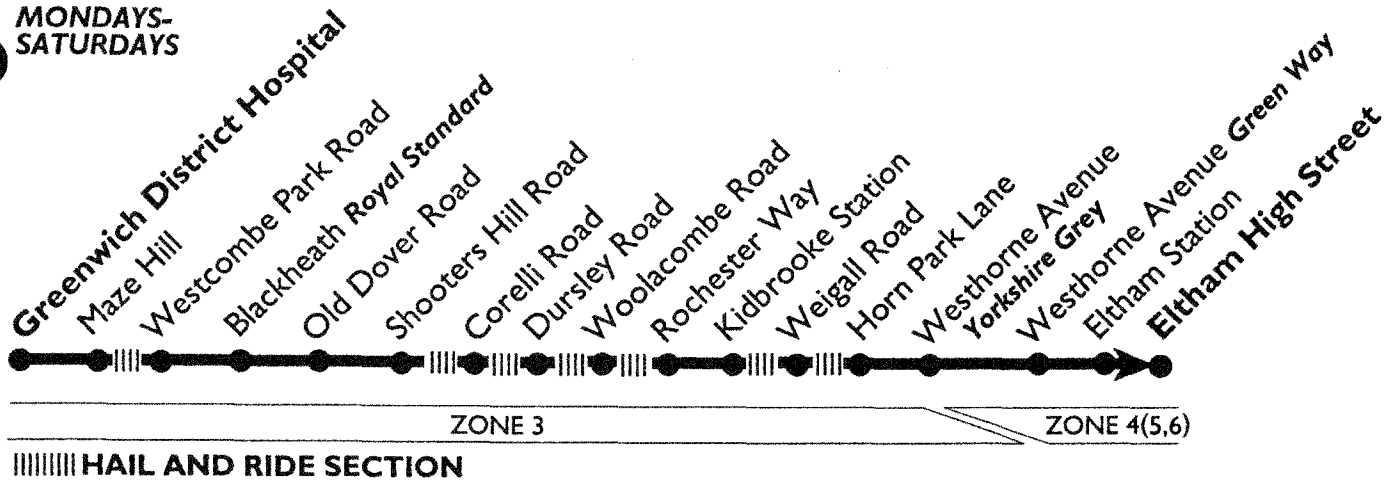 MONDAYS-
SATURDAYS
Greenwich District Hospital
Maze Hill
Westcombe Park Road
Blackheath Royal Standard
Old Dover Road
Shooters Hill Road
Corelli Road
Dursley Road
Woolacombe Road
Rochester Way
Kidbrooke Station
Weigall Road
Horn Park Lane
Westhorne Avenue
Yorkshire Grey
Westhorne Avenue Green Way
Eltham Station
Eltham High Street
ZONE 3
ZONE 4(5,6)
HAIL AND RIDE SECTION